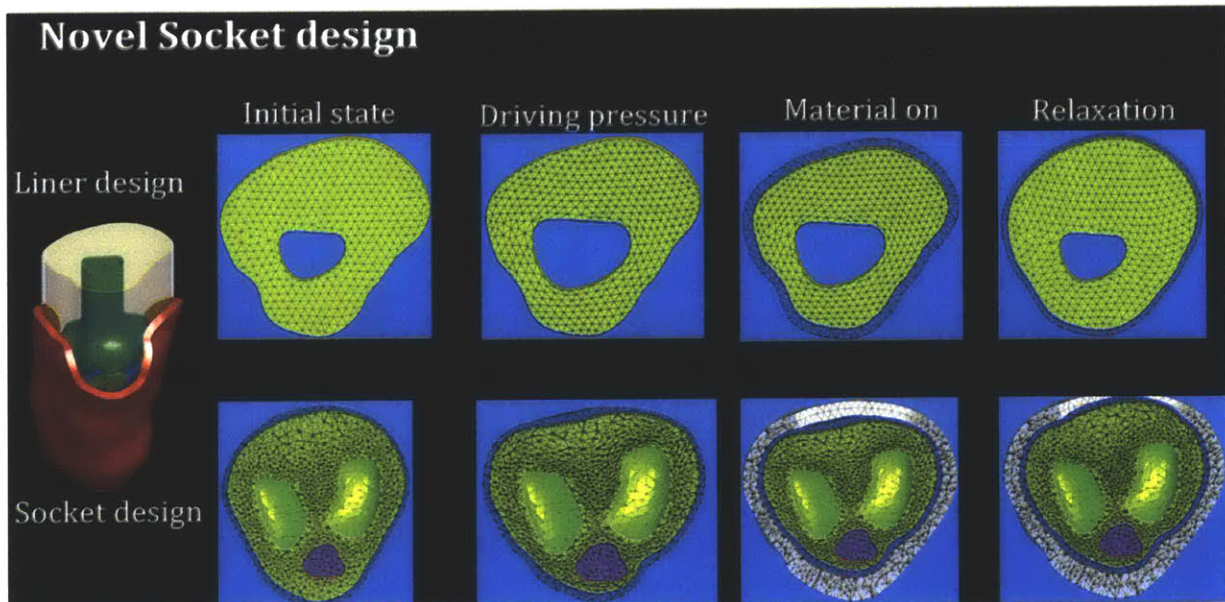 Novel Socket design
Initial state
Driving pressure
Material on
Relaxation
Liner design
Socket design